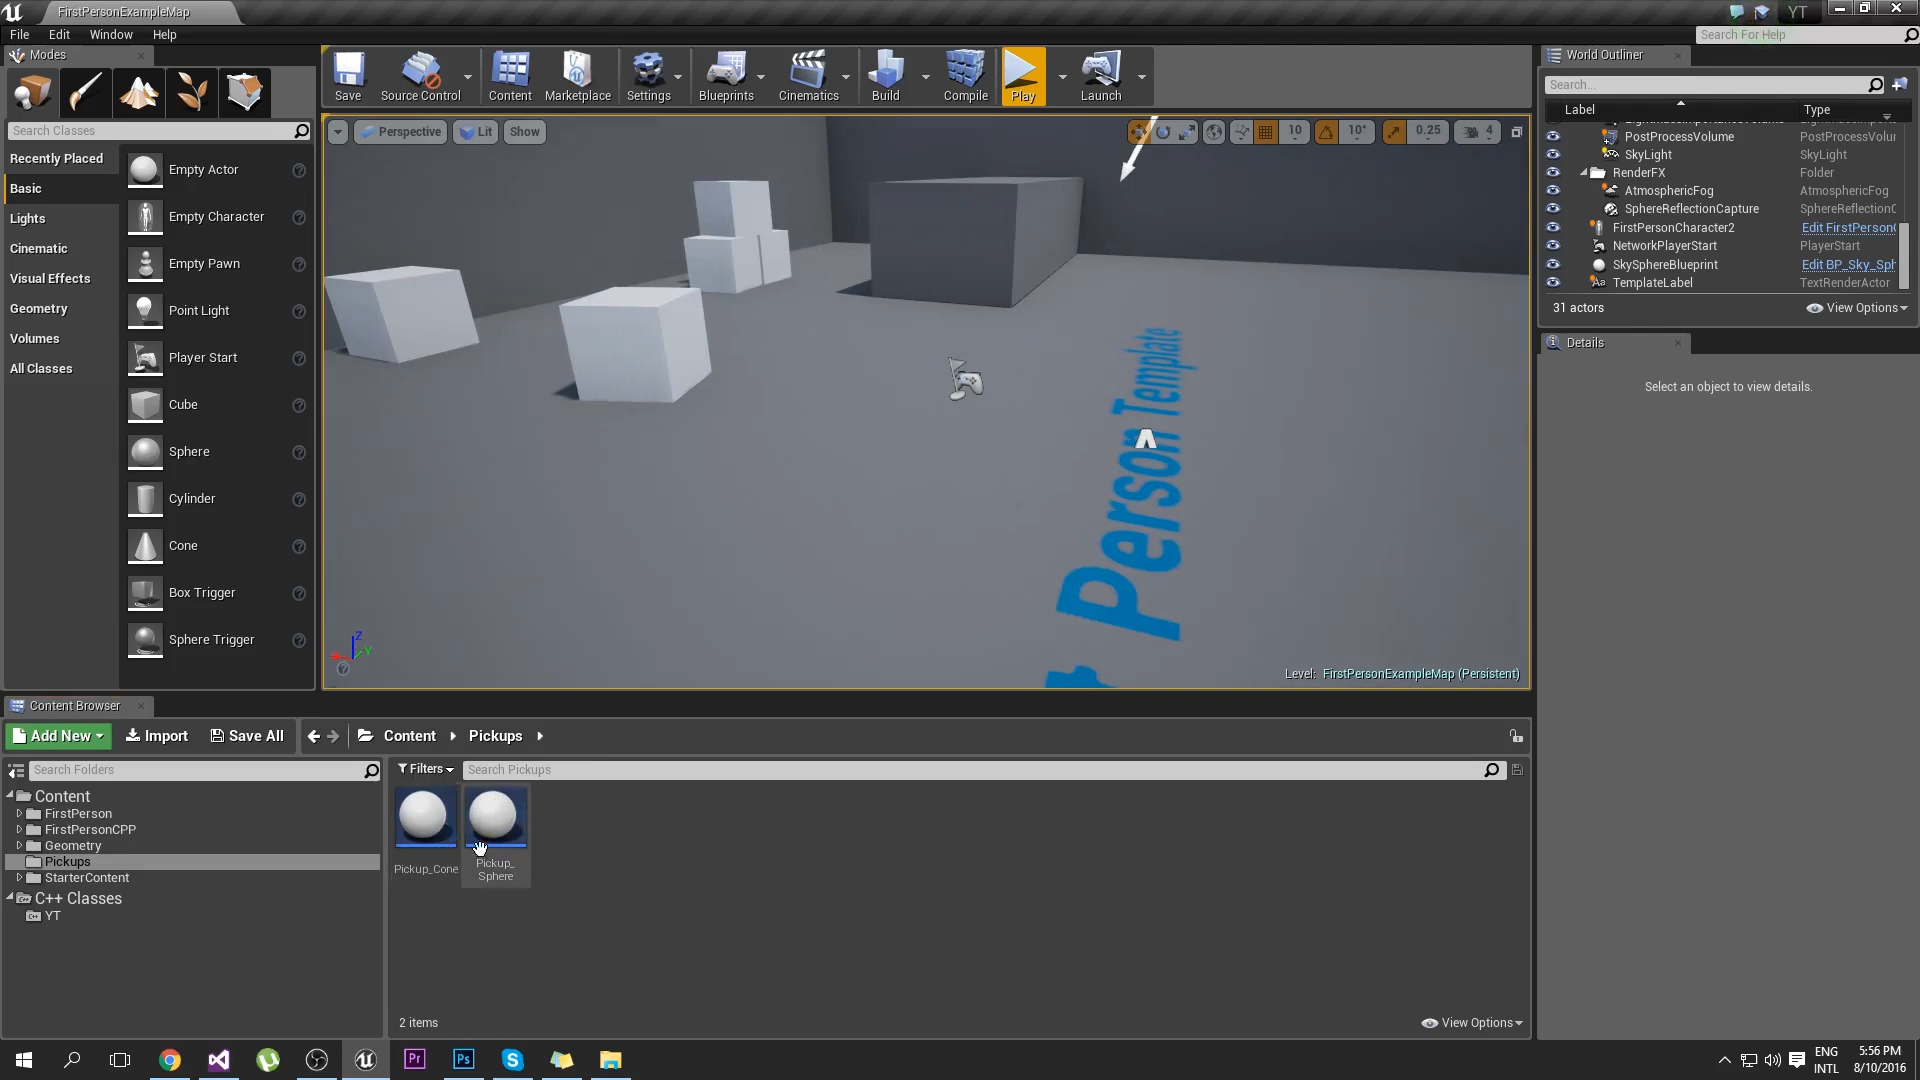 FirstPersonExampleMap
YT
File Edit Window Help
Search For Help
Modes
Search Classes
Recently Placed
Basic
Lights
Cinematic
Visual Effects
Geometry
Volumes
All Classes
Empty Actor
Empty Character
Empty Pawn
Point Light
Player Start
Cube
Sphere
Cylinder
Cone
Box Trigger
Sphere Trigger
Save
Source Control
Content
Marketplace
Settings
Blueprints
Cinematics
Build
Compile
Play
Launch
Perspective Lit Show
10 10° 0.25 4
Person Template
Z
Y
Level: FirstPersonExampleMap (Persistent)
World Outliner
Search...
Label Type
PostProcessVolume PostProcessVolur
SkyLight SkyLight
RenderFX Folder
AtmosphericFog AtmosphericFog
SphereReflectionCapture SphereReflectionC
FirstPersonCharacter2 Edit FirstPersonC
NetworkPlayerStart PlayerStart
SkySphereBlueprint Edit BP_Sky_Sph
TemplateLabel TextRenderActor
31 actors View Options
Details
Select an object to view details.
Content Browser
Add New Import Save All Content Pickups
Search Folders
Content
FirstPerson
FirstPersonCPP
Geometry
Pickups
StarterContent
C++ Classes
YT
Filters Search Pickups
Pickup_Cone
Pickup_
Sphere
2 items View Options
Pr Ps
ENG
INTL
5:56 PM
8/10/2016